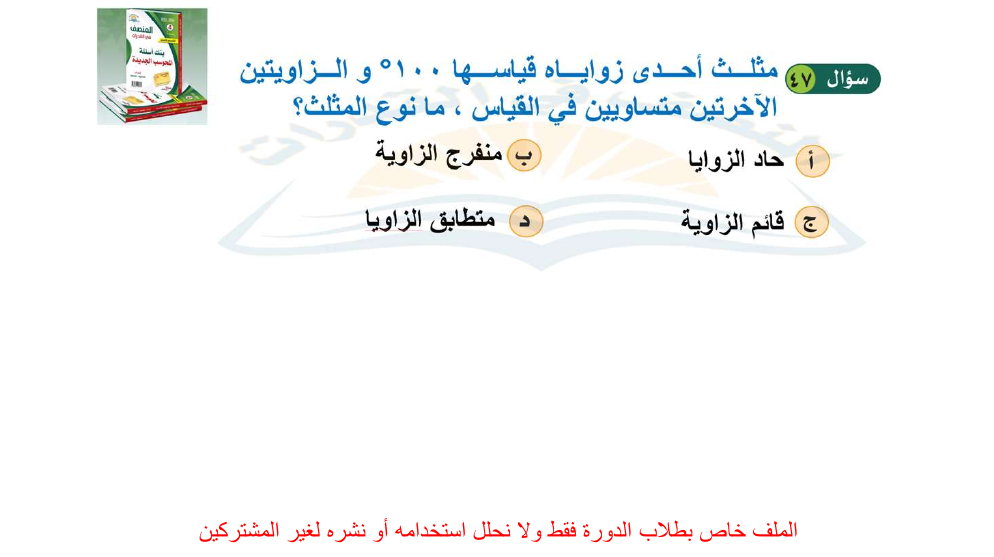 المنصف
في القدرات
بنك أسئلة
المحوسب الجديدة
سؤال ٤٧
مثلث أحدى زواياه قياسها ١٠٠° و الزاويتين
الآخرتين متساويين في القياس ، ما نوع المثلث؟
أ حاد الزوايا
ب منفرج الزاوية
ج قائم الزاوية
د متطابق الزاويا
الملف خاص بطلاب الدورة فقط ولا نحلل استخدامه أو نشره لغير المشتركين